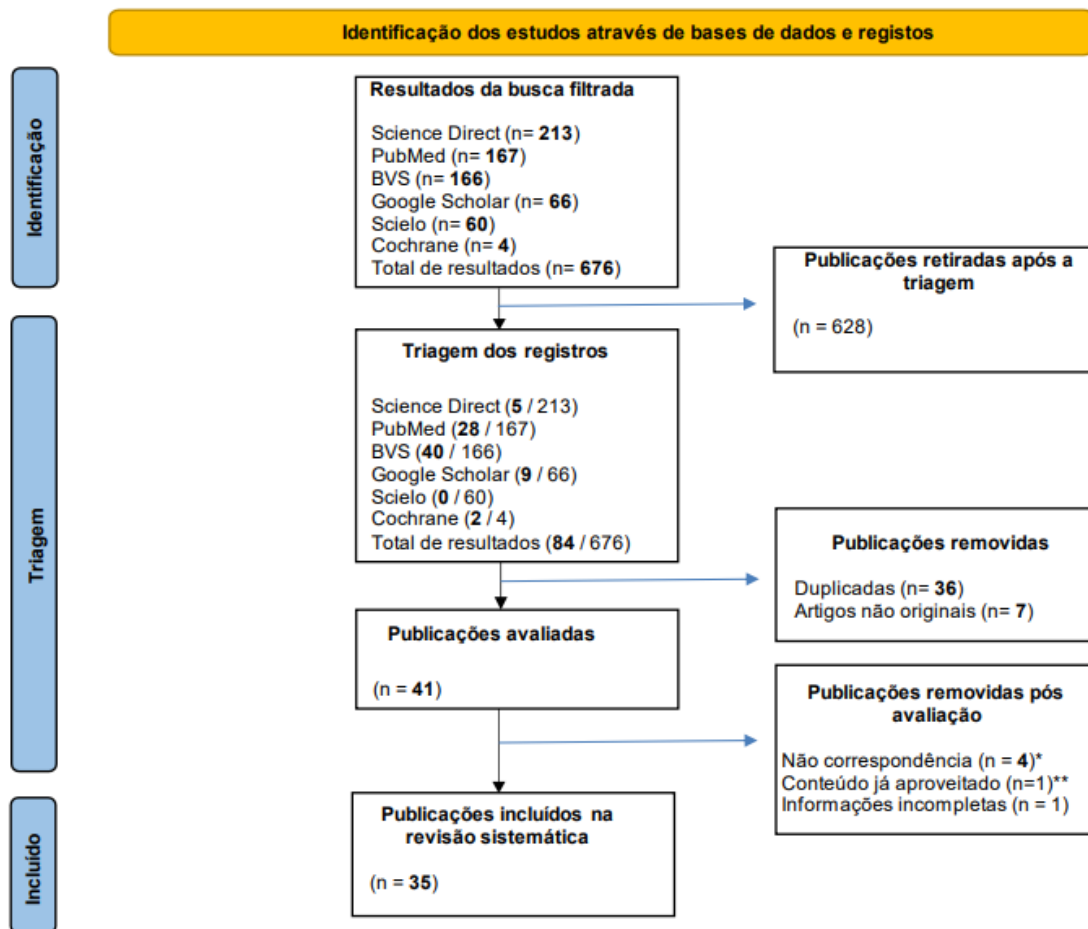 Identificação dos estudos através de bases de dados e registos
Identificação
Resultados da busca filtrada
Science Direct (n= 213)
PubMed (n= 167)
BVS (n= 166)
Google Scholar (n= 66)
Scielo (n= 60)
Cochrane (n= 4)
Total de resultados (n= 676)
Publicações retiradas após a
triagem
(n = 628)
Triagem
Triagem dos registros
Science Direct (5 / 213)
PubMed (28 / 167)
BVS (40 / 166)
Google Scholar (9 / 66)
Scielo (0 / 60)
Cochrane (2 / 4)
Total de resultados (84 / 676)
Publicações removidas
Duplicadas (n= 36)
Artigos não originais (n= 7)
Publicações avaliadas
(n = 41)
Publicações removidas pós
avaliação
Não correspondência (n = 4)*
Conteúdo já aproveitado (n=1)**
Informações incompletas (n = 1)
Incluído
Publicações incluídos na
revisão sistemática
(n = 35)